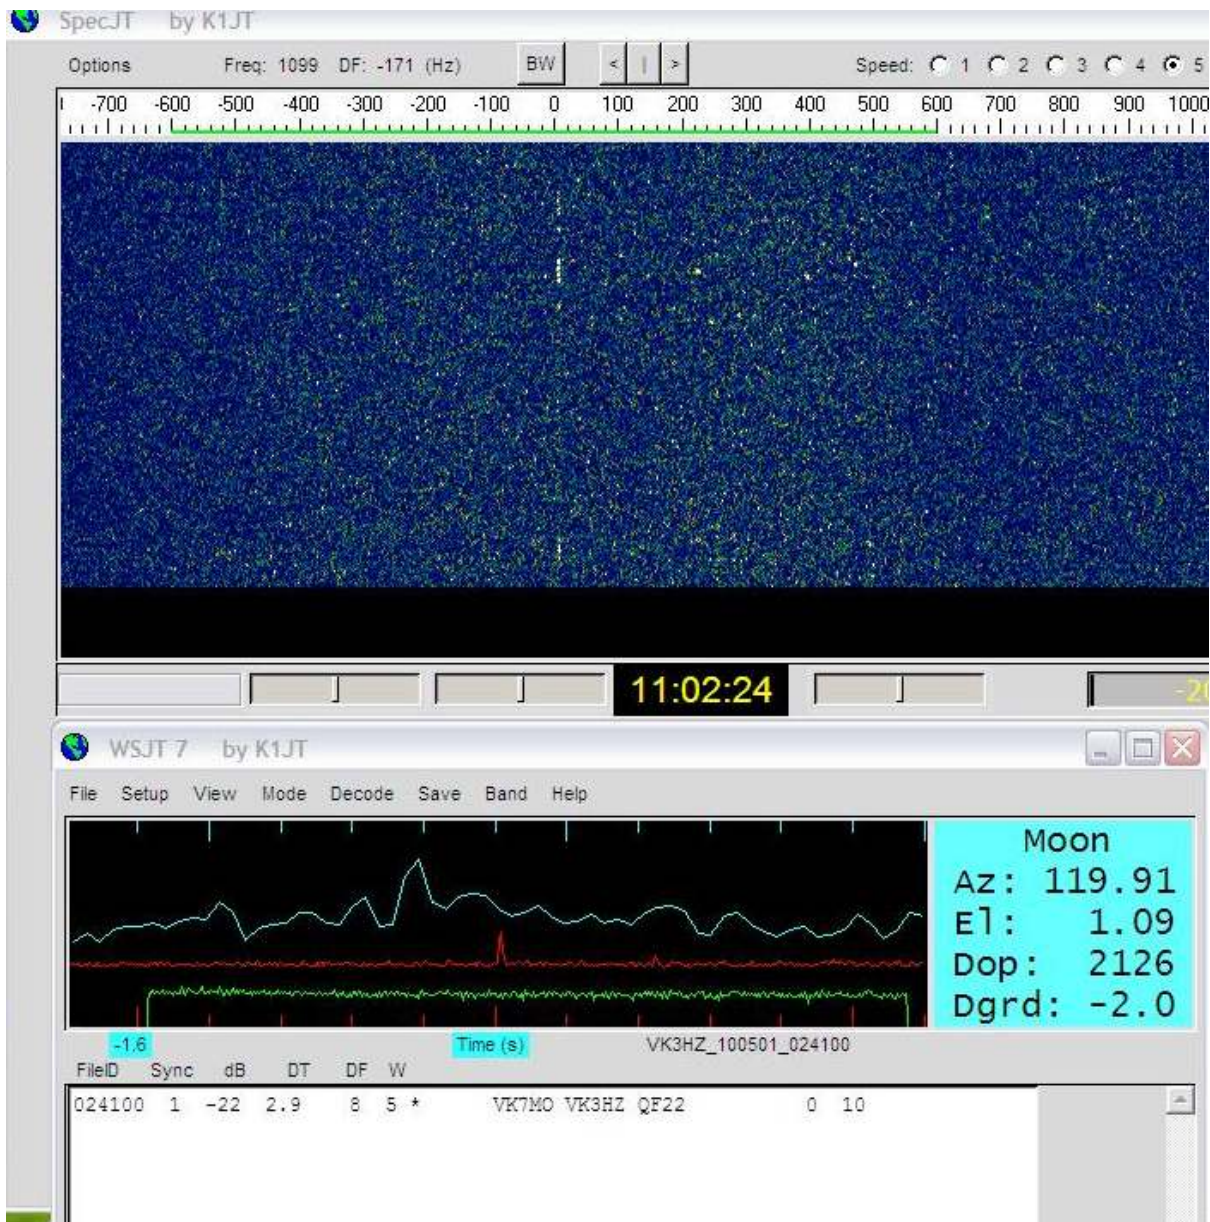 SpecJT by K1JT
Options Freq: 1099 DF: -171 (Hz) BW < | > Speed: 1 2 3 4 5
-700 -600 -500 -400 -300 -200 -100 0 100 200 300 400 500 600 700 800 900 1000
11:02:24
WSJT 7 by K1JT
File Setup View Mode Decode Save Band Help
Moon
Az: 119.91
El: 1.09
Dop: 2126
Dgrd: -2.0
-1.6 Time (s) VK3HZ_100501_024100
FileID Sync dB DT DF W
024100 1 -22 2.9 8 5 * VK7MO VK3HZ QF22 0 10